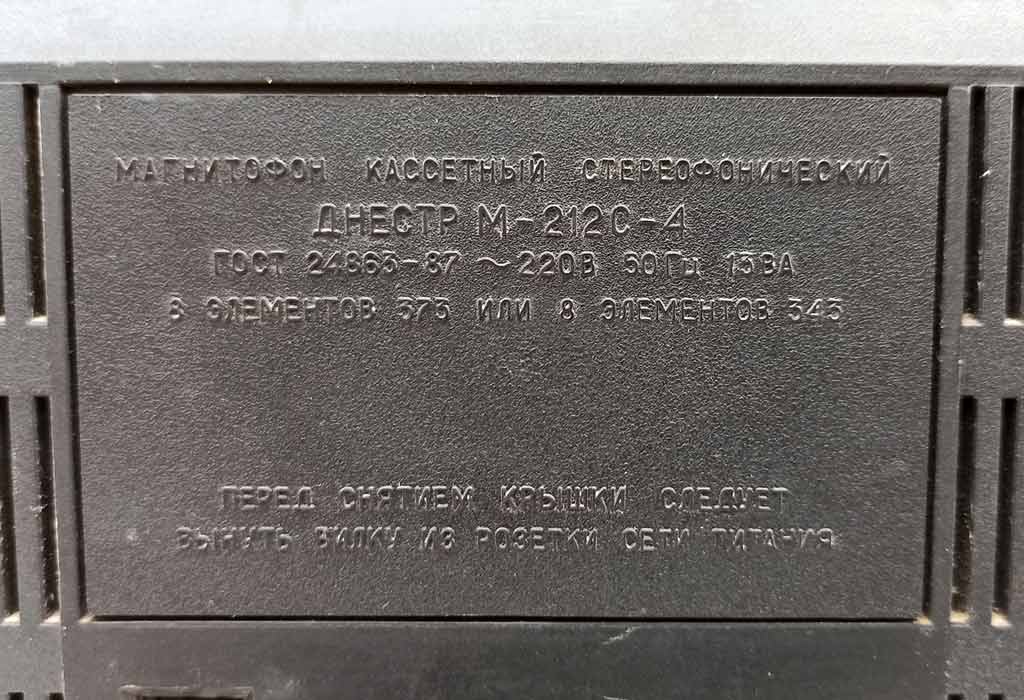 МАГНИТОФОН КАССЕТНЫЙ СТЕРЕОФОНИЧЕСКИЙ
ДНЕСТР М-212С-4
ГОСТ 24863-87 ~220В 50Гц 15ВА
8 ЭЛЕМЕНТОВ 373 ИЛИ 8 ЭЛЕМЕНТОВ 343
ПЕРЕД СНЯТИЕМ КРЫШКИ СЛЕДУЕТ
ВЫНУТЬ ВИЛКУ ИЗ РОЗЕТКИ СЕТИ ПИТАНИЯ